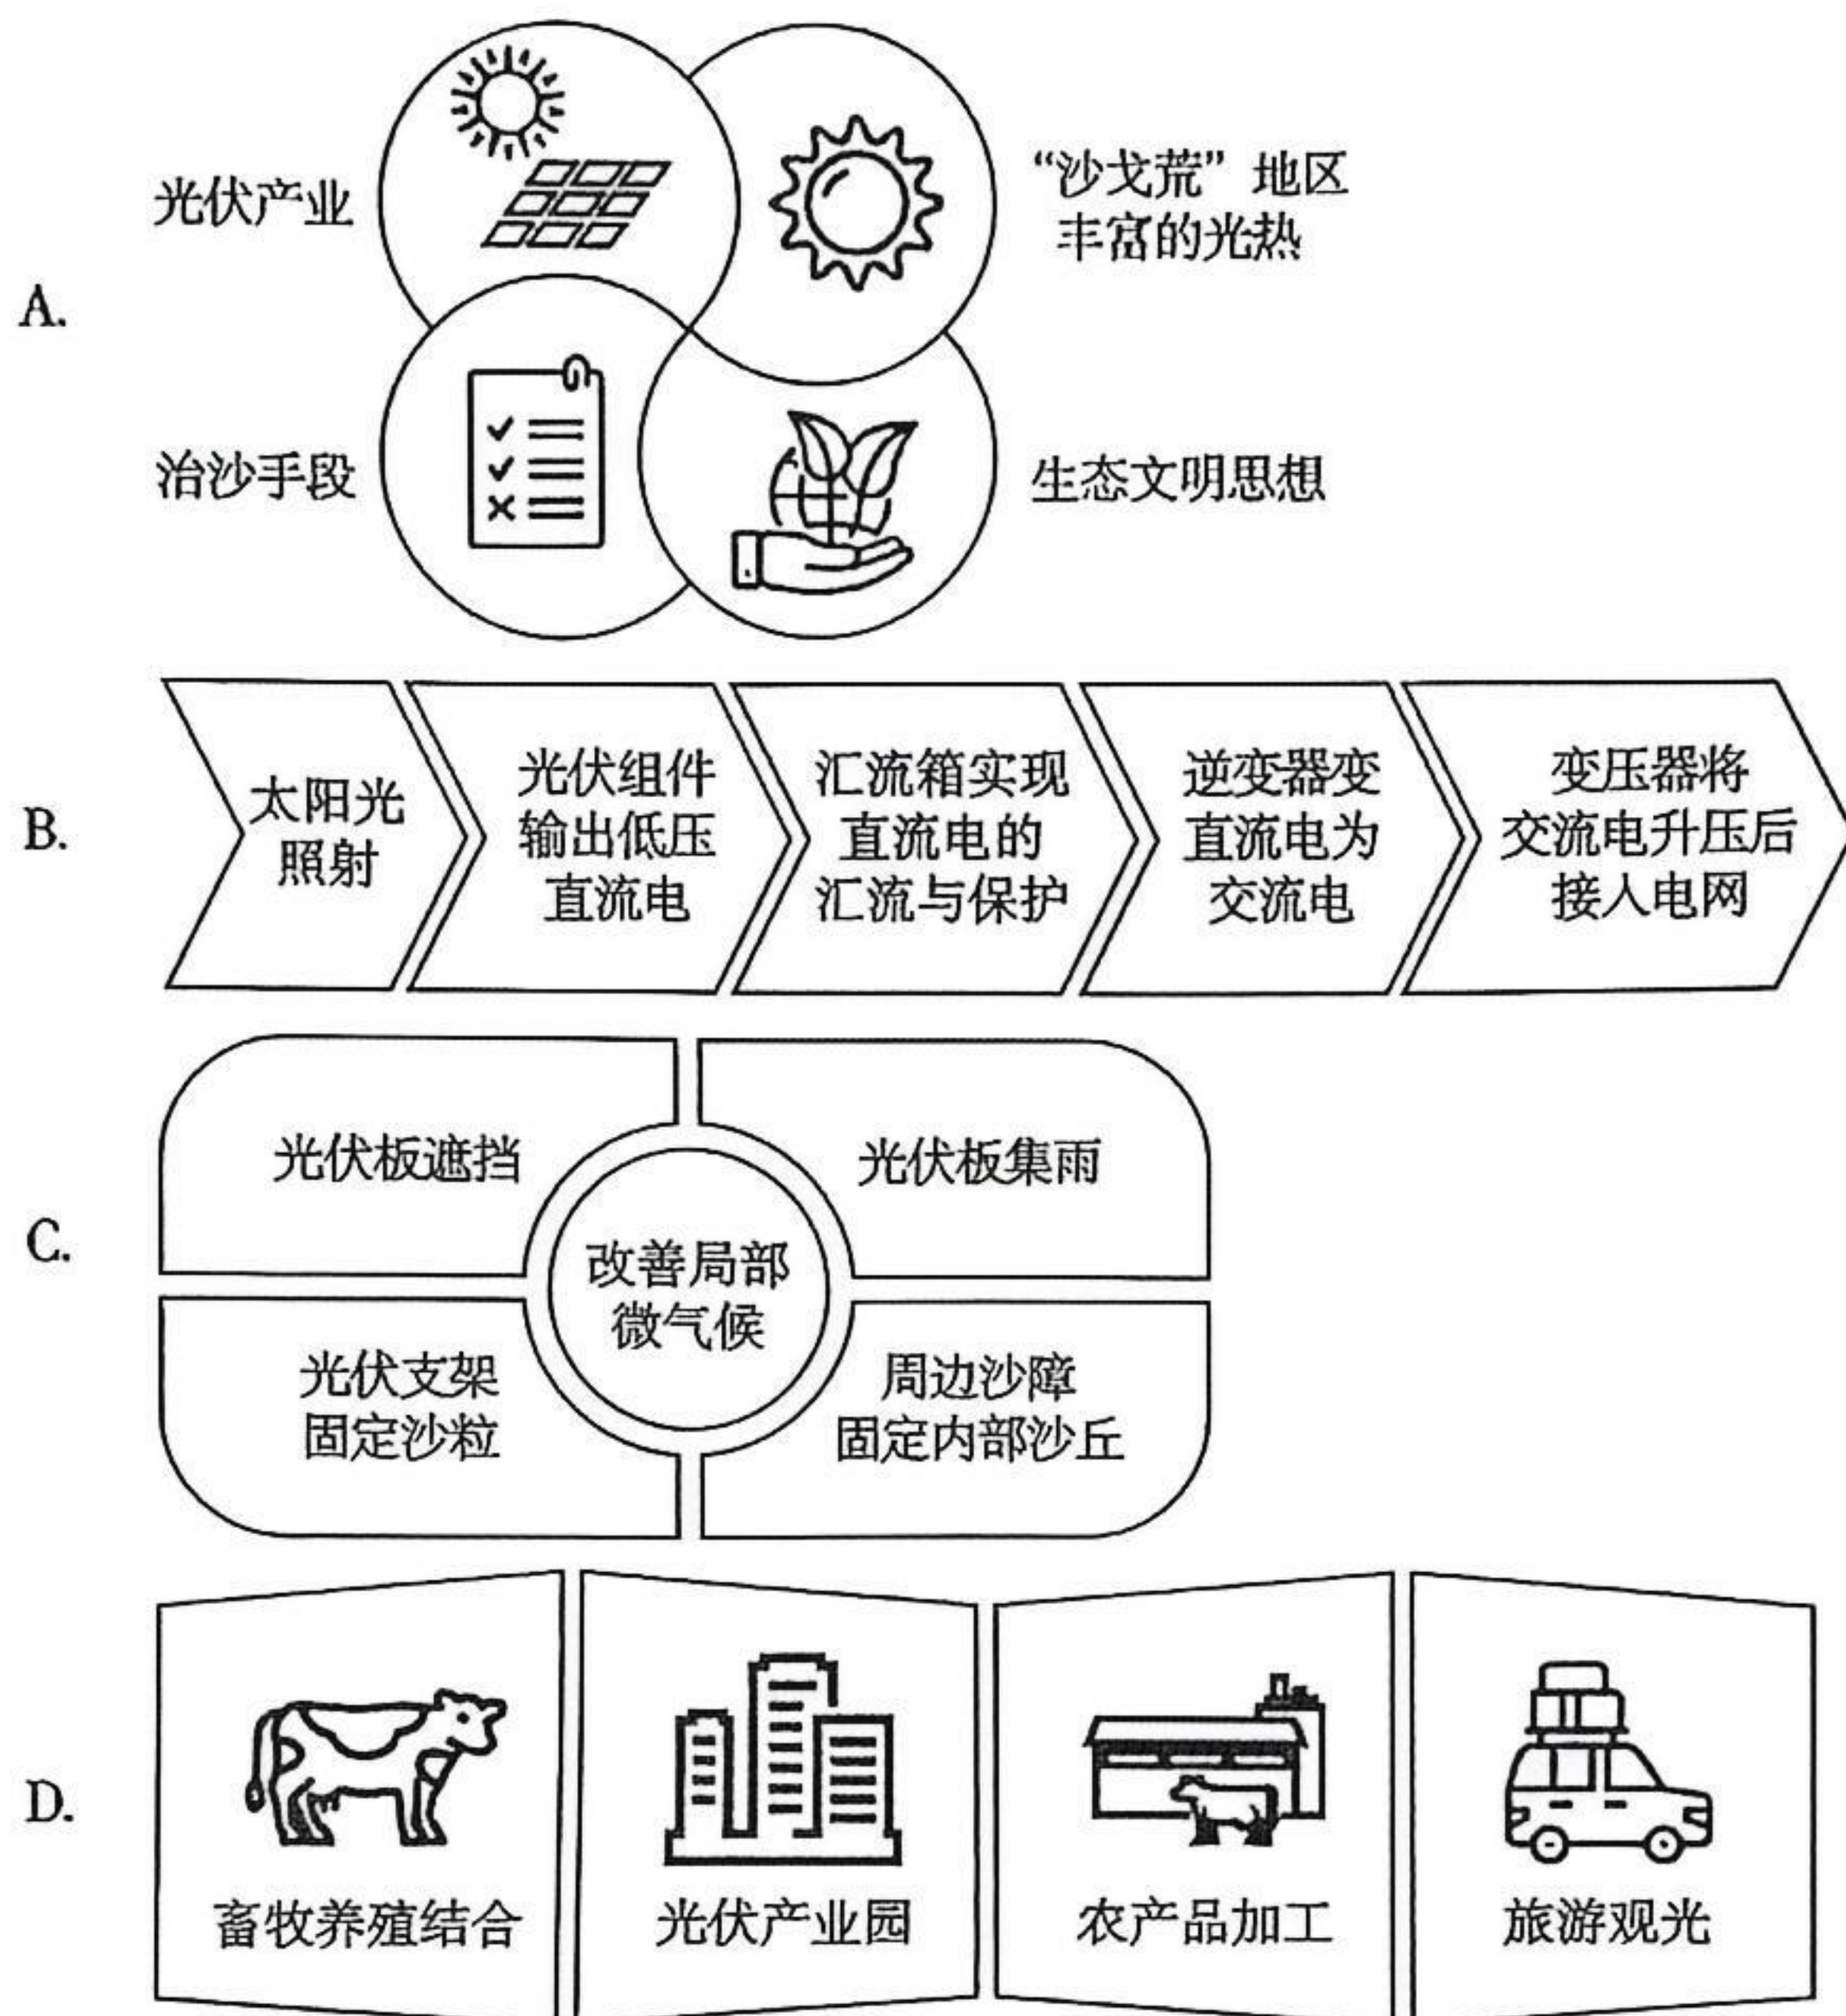 A.
光伏产业
“沙戈荒”地区
丰富的光热
治沙手段
生态文明思想
B.
太阳光
照射
光伏组件
输出低压
直流电
汇流箱实现
直流电的
汇流与保护
逆变器变
直流电为
交流电
变压器将
交流电升压后
接入电网
C.
光伏板遮挡
光伏板集雨
改善局部
微气候
光伏支架
固定沙粒
周边沙障
固定内部沙丘
D.
畜牧养殖结合
光伏产业园
农产品加工
旅游观光